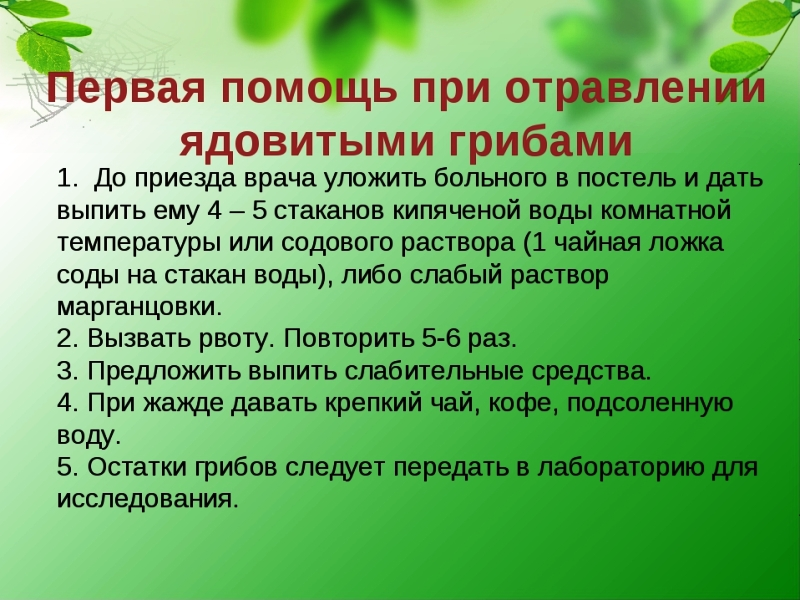 Первая помощь при отравлении
ядовитыми грибами
1.  До приезда врача уложить больного в постель и дать
выпить ему 4 – 5 стаканов кипяченой воды комнатной
температуры или содового раствора (1 чайная ложка
соды на стакан воды), либо слабый раствор
марганцовки.
2. Вызвать рвоту. Повторить 5-6 раз.
3. Предложить выпить слабительные средства.
4. При жажде давать крепкий чай, кофе, подсоленную
воду.
5. Остатки грибов следует передать в лабораторию для
исследования.